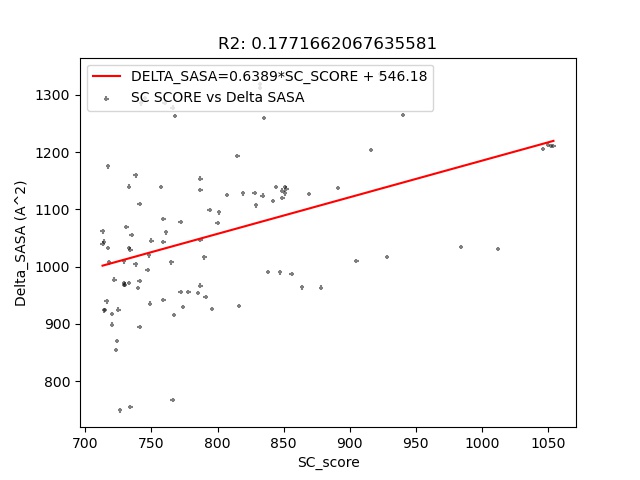 R2: 0.1771662067635581
DELTA_SASA=0.6389*SC_SCORE + 546.18
SC SCORE vs Delta SASA
Delta_SASA (A^2)
1300
1200
1100
1000
900
800
700 750 800 850 900 950 1000 1050
SC_score